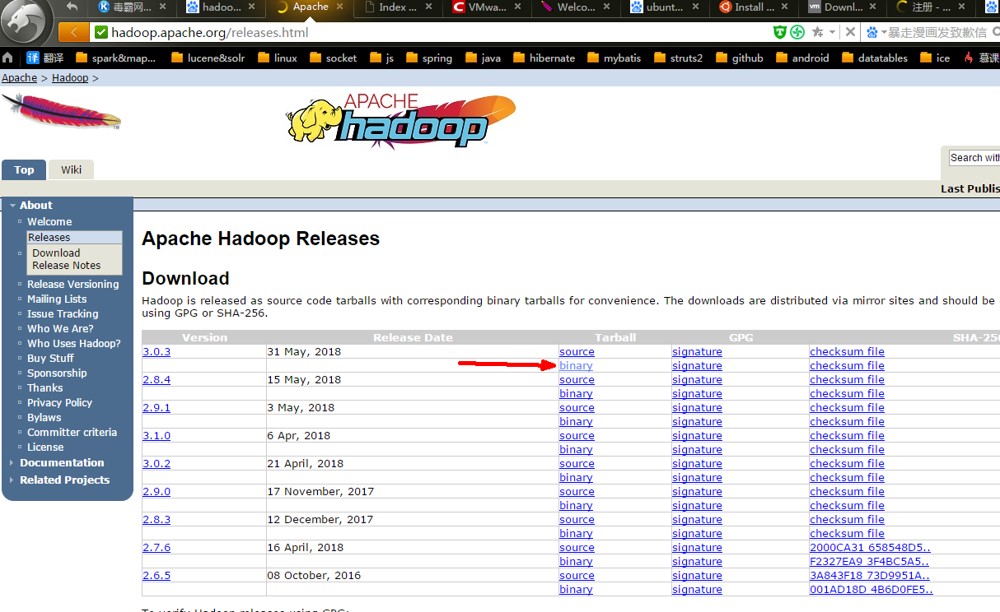 毒霸网... hadoo... Apache Index ... VMwa... Welco... ubunt... Install ... Downl... 注册 - ...
hadoop.apache.org/releases.html 暴走漫画发致歉信
译 翻译 spark&map... lucene&solr linux socket js spring java hibernate mybatis struts2 github android datatables ice 慕课
Apache > Hadoop >
APACHE
hadoop
TM
Top Wiki
Search with
Last Publis
About
Welcome
Releases
Download
Release Notes
Release Versioning
Mailing Lists
Issue Tracking
Who We Are?
Who Uses Hadoop?
Buy Stuff
Sponsorship
Thanks
Privacy Policy
Bylaws
Committer criteria
License
Documentation
Related Projects
Apache Hadoop Releases
Download
Hadoop is released as source code tarballs with corresponding binary tarballs for convenience. The downloads are distributed via mirror sites and should be
using GPG or SHA-256.
Version Release Date Tarball GPG SHA-256
3.0.3 31 May, 2018 source signature checksum file
binary signature checksum file
2.8.4 15 May, 2018 source signature checksum file
binary signature checksum file
2.9.1 3 May, 2018 source signature checksum file
binary signature checksum file
3.1.0 6 Apr, 2018 source signature checksum file
binary signature checksum file
3.0.2 21 April, 2018 source signature checksum file
binary signature checksum file
2.9.0 17 November, 2017 source signature checksum file
binary signature checksum file
2.8.3 12 December, 2017 source signature checksum file
binary signature checksum file
2.7.6 16 April, 2018 source signature 2000CA31 658548D5..
binary signature F2327EA9 3F4BC5A5..
2.6.5 08 October, 2016 source signature 3A843F18 73D9951A..
binary signature 001AD18D 4B6D0FE5..
To verify Hadoop releases using GPG: